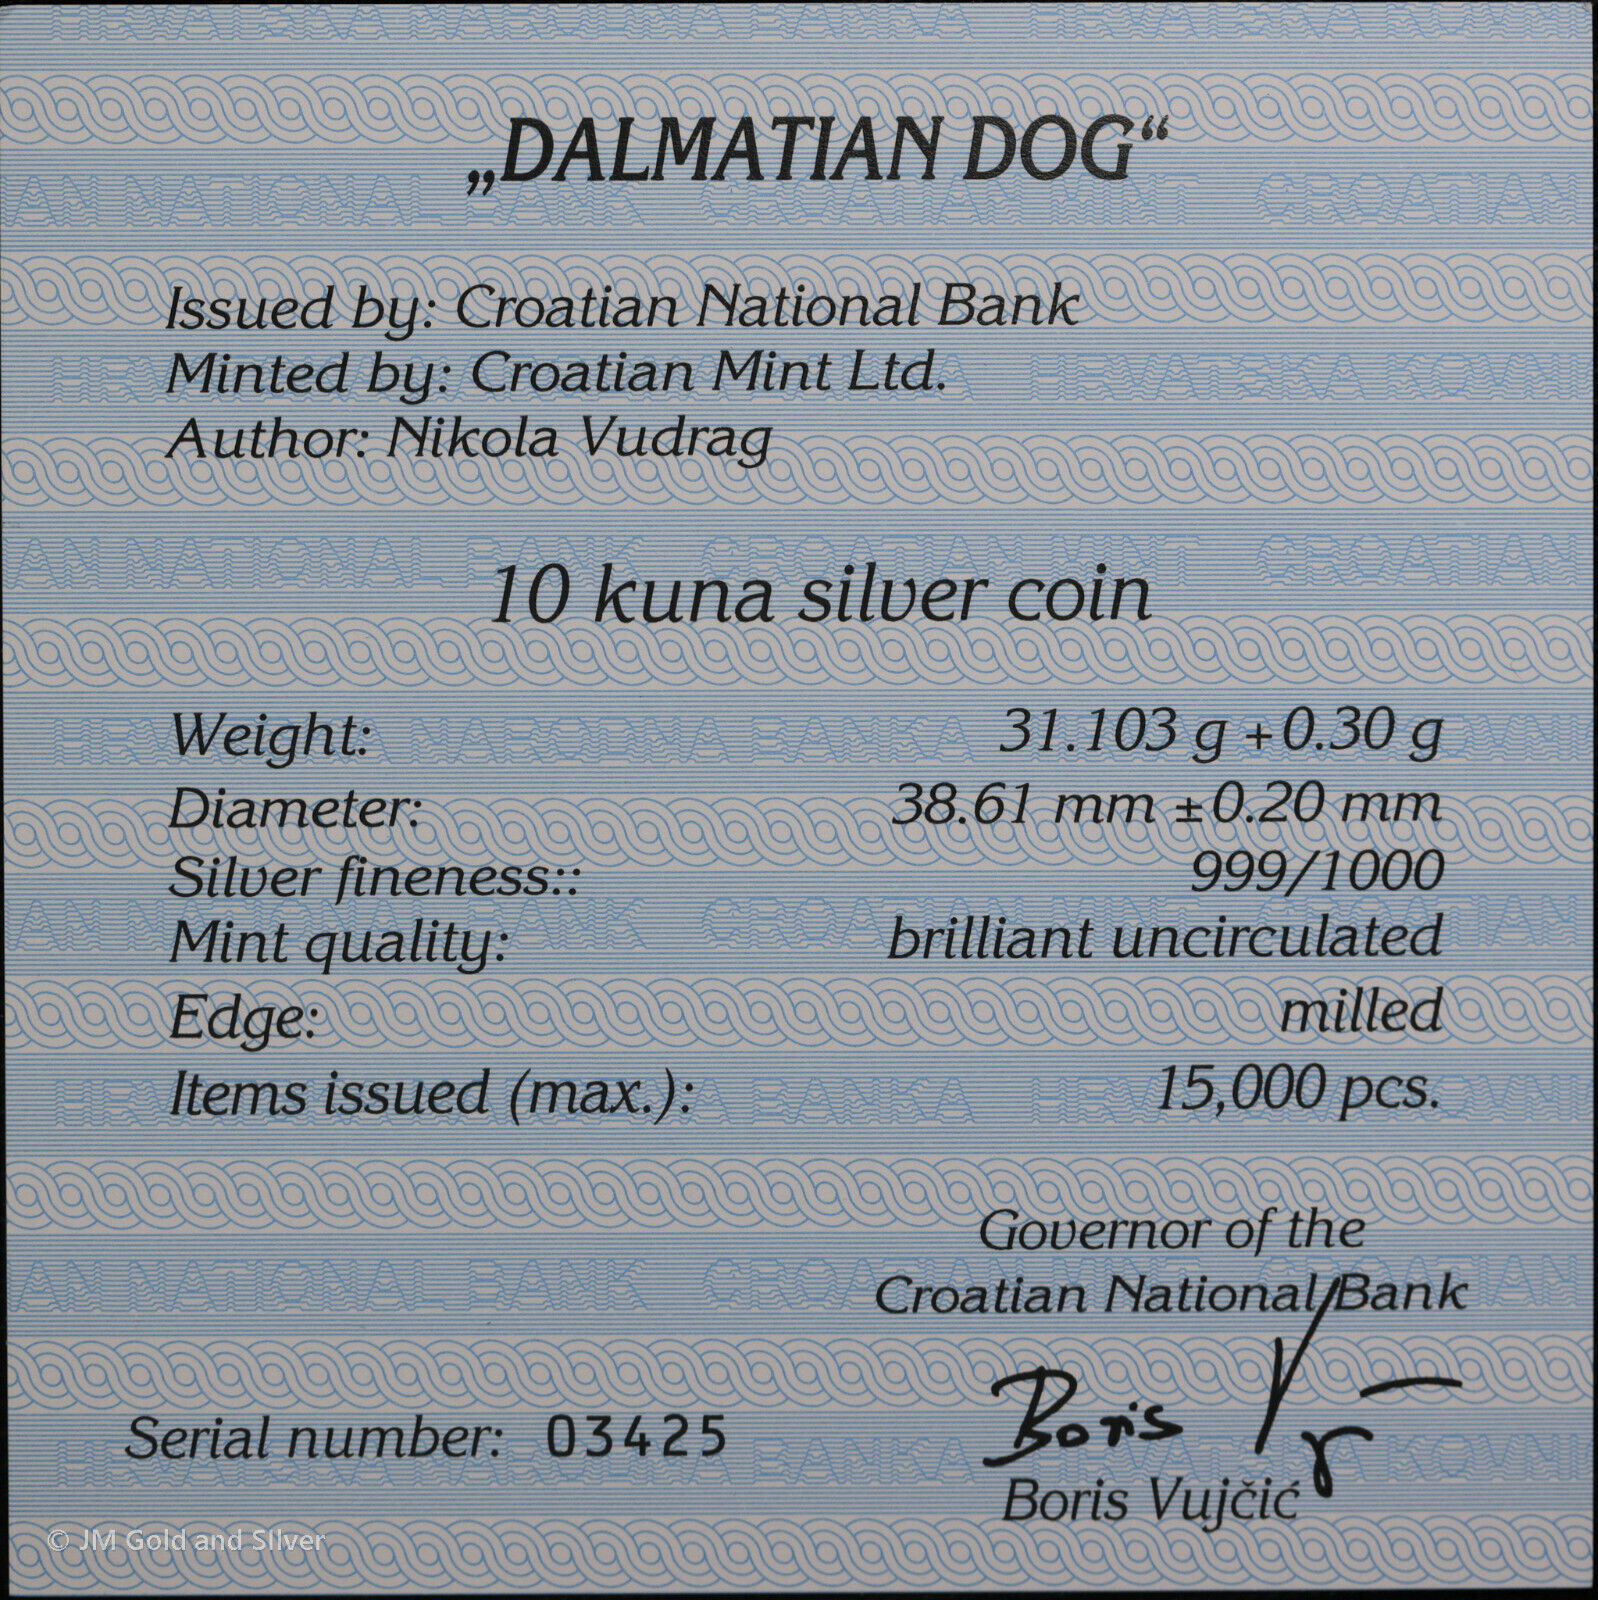 „DALMATIAN DOG“
Issued by: Croatian National Bank
Minted by: Croatian Mint Ltd.
Author: Nikola Vudrag
10 kuna silver coin
Weight: 31.103 g +0.30 g
Diameter: 38.61 mm ±0.20 mm
Silver fineness:: 999/1000
Mint quality: brilliant uncirculated
Edge: milled
Items issued (max.): 15,000 pcs.
Governor of the
Croatian National Bank
Boris
Serial number: 03425
Boris Vujčić
© JM Gold and SIlver